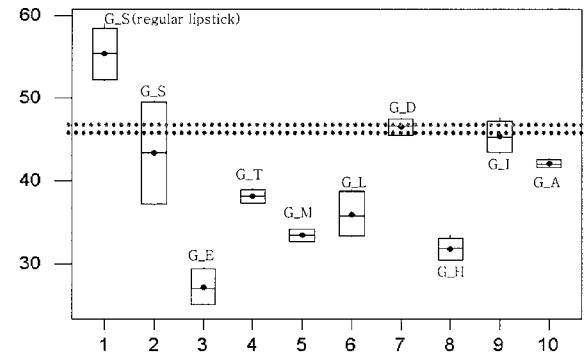 60
G_S(regular lipstick)
50
G_S
G_D
40
G_T
G_L
G_I
G_A
G_M
30
G_E
G_H
1 2 3 4 5 6 7 8 9 10